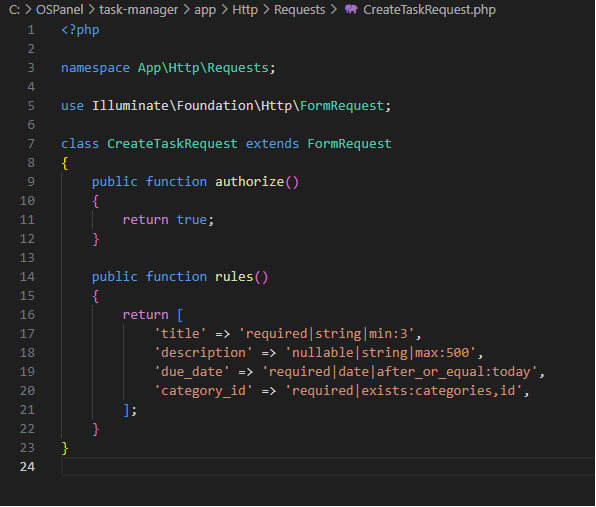 C: > OSPanel > task-manager > app > Http > Requests > CreateTaskRequest.php
1 <?php
2
3 namespace App\Http\Requests;
4
5 use Illuminate\Foundation\Http\FormRequest;
6
7 class CreateTaskRequest extends FormRequest
8 {
9     public function authorize()
10     {
11         return true;
12     }
13
14     public function rules()
15     {
16         return [
17             'title' => 'required|string|min:3',
18             'description' => 'nullable|string|max:500',
19             'due_date' => 'required|date|after_or_equal:today',
20             'category_id' => 'required|exists:categories,id',
21         ];
22     }
23 }
24